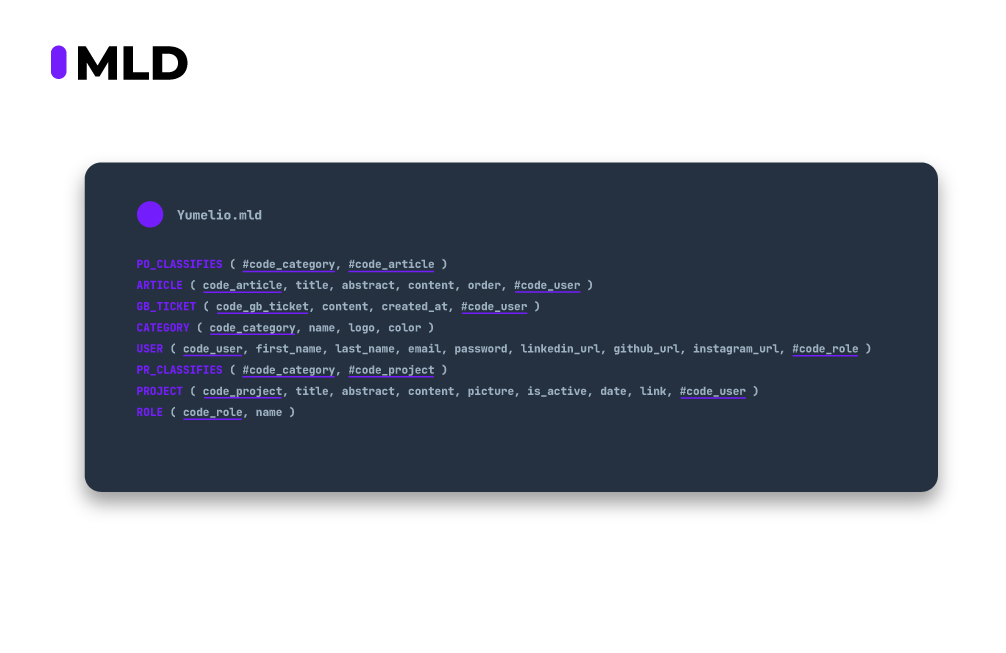 MLD
Yumelio.mld
PO_CLASSIFIES ( #code_category, #code_article )
ARTICLE ( code_article, title, abstract, content, order, #code_user )
GB_TICKET ( code_gb_ticket, content, created_at, #code_user )
CATEGORY ( code_category, name, logo, color )
USER ( code_user, first_name, last_name, email, password, linkedin_url, github_url, instagram_url, #code_role )
PR_CLASSIFIES ( #code_category, #code_project )
PROJECT ( code_project, title, abstract, content, picture, is_active, date, link, #code_user )
ROLE ( code_role, name )